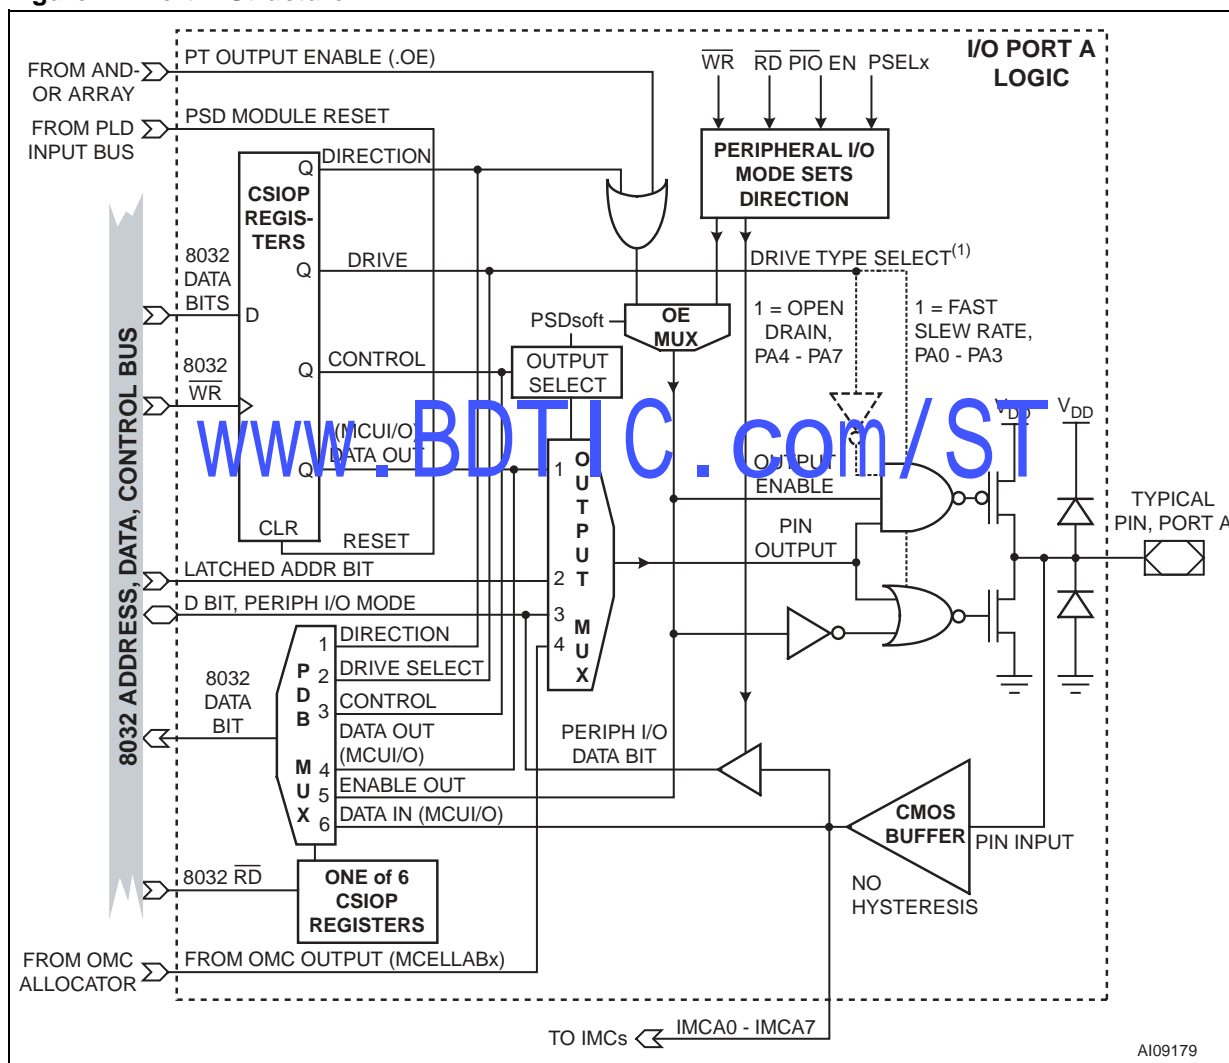 I/O PORT A
LOGIC
FROM AND-
OR ARRAY
PT OUTPUT ENABLE (.OE)
WR RD PIO EN PSELx
FROM PLD
INPUT BUS
PSD MODULE RESET
PERIPHERAL I/O
MODE SETS
DIRECTION
DIRECTION
Q
CSIOP
REGIS-
TERS
8032
DATA
BITS
D
Q
DRIVE
DRIVE TYPE SELECT(1)
1 = OPEN
DRAIN,
PA4 - PA7
1 = FAST
SLEW RATE,
PA0 - PA3
PSDsoft
OE
MUX
8032
WR
Q
CONTROL
OUTPUT
SELECT
VDD
VDD
www.BDTIC.com/ST
(MCUI/O)
DATA OUT
Q
1
OUTPUT
ENABLE
TYPICAL
PIN, PORT A
CLR
RESET
PIN
OUTPUT
8032 ADDRESS, DATA, CONTROL BUS
LATCHED ADDR BIT
2
D BIT, PERIPH I/O MODE
3
4
OUTPUT MUX
1
DIRECTION
2
DRIVE SELECT
3
CONTROL
8032
DATA
BIT
PDB MUX
DATA OUT
(MCUI/O)
4
5
ENABLE OUT
6
DATA IN (MCUI/O)
PERIPH I/O
DATA BIT
CMOS
BUFFER
PIN INPUT
NO
HYSTERESIS
8032 RD
ONE of 6
CSIOP
REGISTERS
FROM OMC
ALLOCATOR
FROM OMC OUTPUT (MCELLABx)
TO IMCs
IMCA0 - IMCA7
AI09179